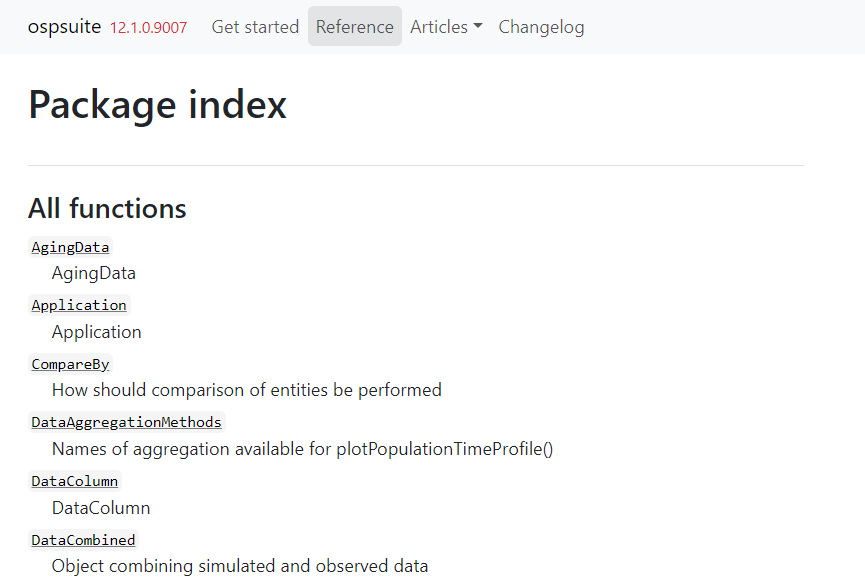 ospsuite 12.1.0.9007 Get started Reference Articles Changelog
Package index
All functions
AgingData
AgingData
Application
Application
CompareBy
How should comparison of entities be performed
DataAggregationMethods
Names of aggregation available for plotPopulationTimeProfile()
DataColumn
DataColumn
DataCombined
Object combining simulated and observed data